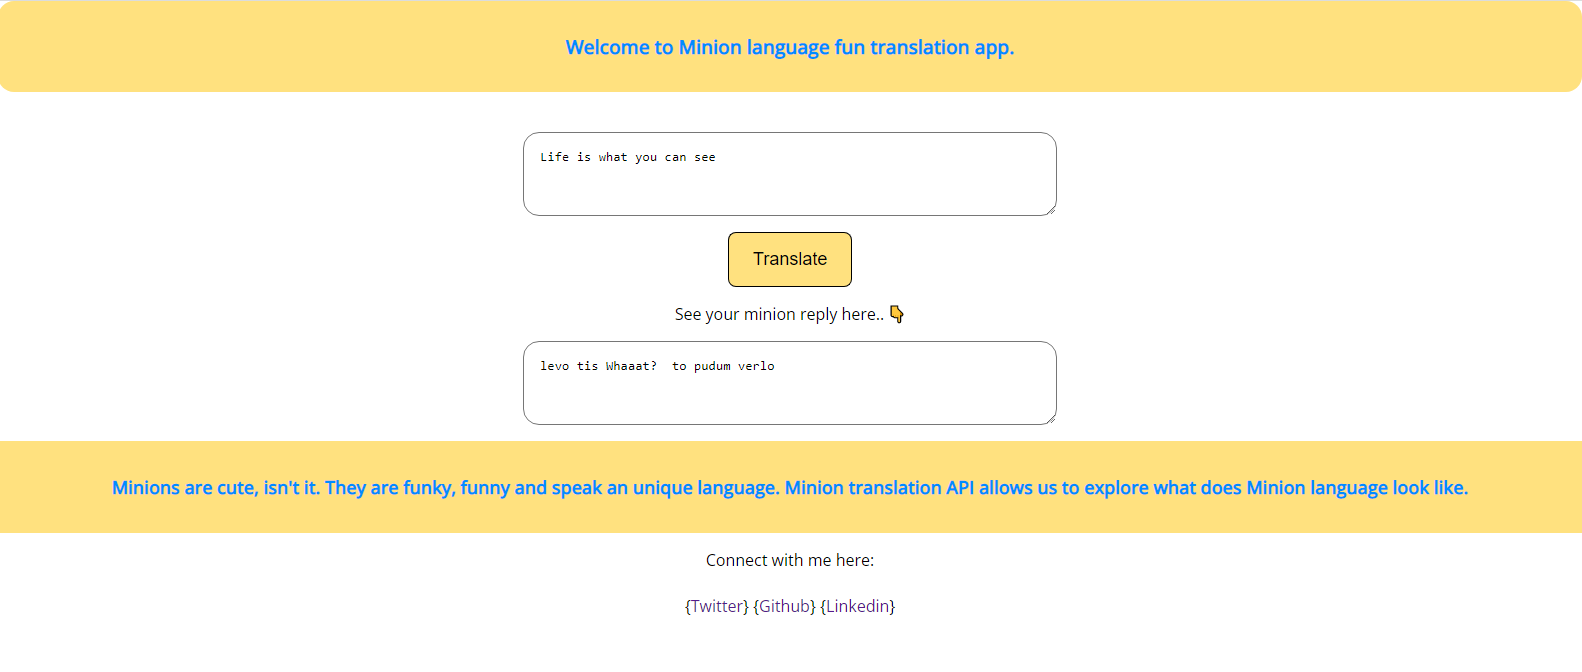 Welcome to Minion language fun translation app.
Life is what you can see
Translate
See your minion reply here.. 👇
levo tis Whaaat?  to pudum verlo
Minions are cute, isn't it. They are funky, funny and speak an unique language. Minion translation API allows us to explore what does Minion language look like.
Connect with me here:
{Twitter} {Github} {Linkedin}